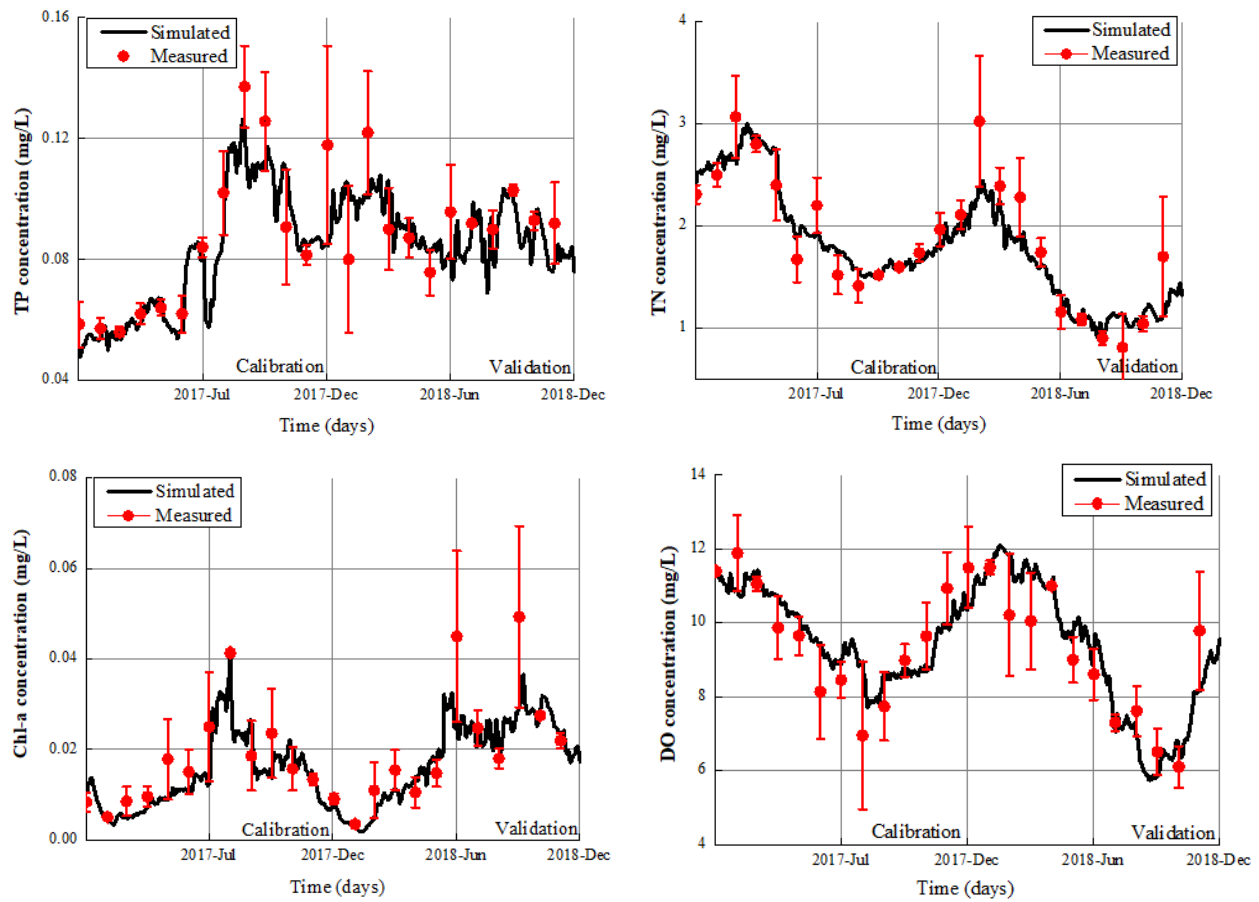 TP concentration (mg/L)
0.16
0.12
0.08
0.04
Simulated
Measured
Calibration
Validation
2017-Jul
2017-Dec
2018-Jun
2018-Dec
Time (days)
TN concentration (mg/L)
4
3
2
1
Simulated
Measured
Calibration
Validation
2017-Jul
2017-Dec
2018-Jun
2018-Dec
Time (days)
Chl-a concentration (mg/L)
0.08
0.06
0.04
0.02
0.00
Simulated
Measured
Calibration
Validation
2017-Jul
2017-Dec
2018-Jun
2018-Dec
Time (days)
DO concentration (mg/L)
14
12
10
8
6
4
Simulated
Measured
Calibration
Validation
2017-Jul
2017-Dec
2018-Jun
2018-Dec
Time (days)